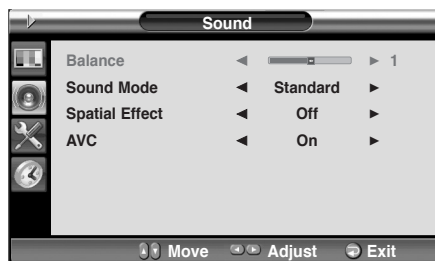 Sound
Balance 1
Sound Mode Standard
Spatial Effect Off
AVC On
Move Adjust Exit